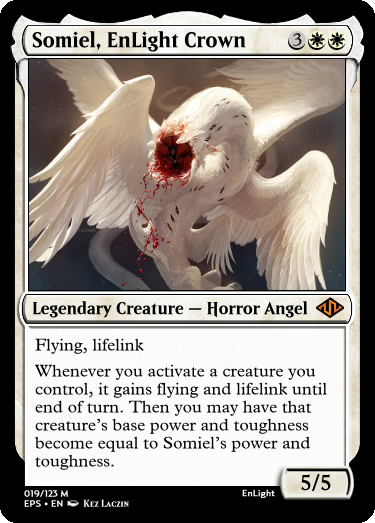 Somiel, EnLight Crown 3
Legendary Creature — Horror Angel
Flying, lifelink
Whenever you activate a creature you
control, it gains flying and lifelink until
end of turn. Then you may have that
creature's base power and toughness
become equal to Somiel's power and
toughness.
5/5
019/123 M
EPS • EN Kez Laczin
EnLight